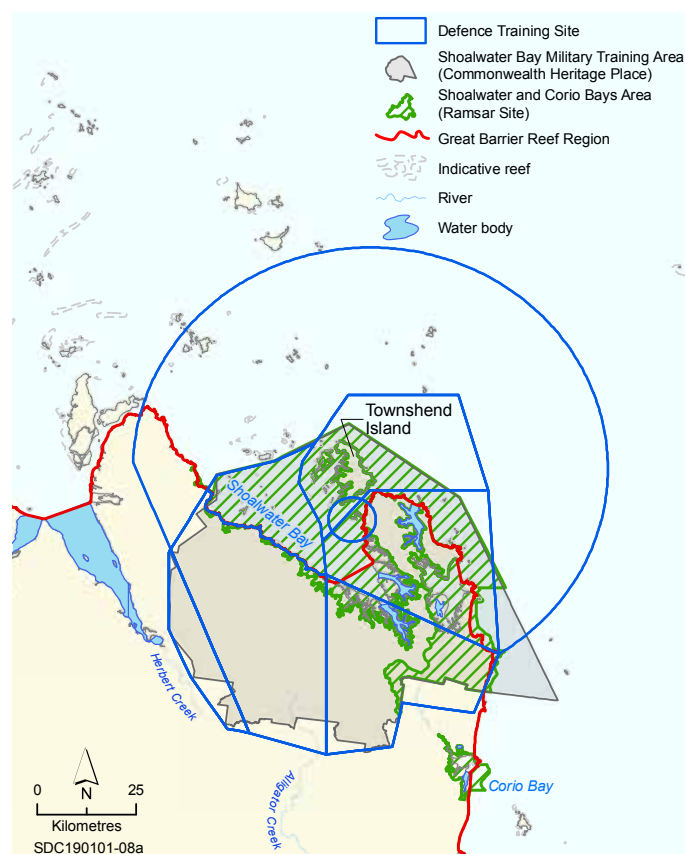 Defence Training Site
Shoalwater Bay Military Training Area
(Commonwealth Heritage Place)
Shoalwater and Corio Bays Area
(Ramsar Site)
Great Barrier Reef Region
Indicative reef
River
Water body
Townshend
Island
Shoalwater Bay
Herbert Creek
Alligator Creek
Corio Bay
0 25
N
Kilometres
SDC190101-08a